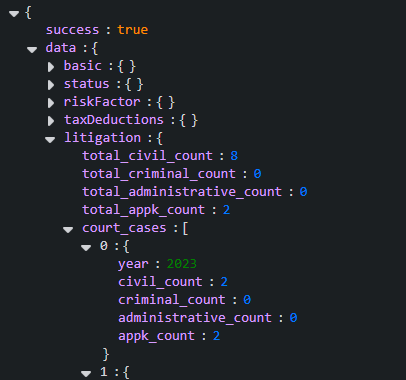 {
success : true
data : {
basic : { }
status : { }
riskFactor : { }
taxDeductions : { }
litigation : {
total_civil_count : 8
total_criminal_count : 0
total_administrative_count : 0
total_appk_count : 2
court_cases : [
0 : {
year : 2023
civil_count : 2
criminal_count : 0
administrative_count : 0
appk_count : 2
}
1 : {